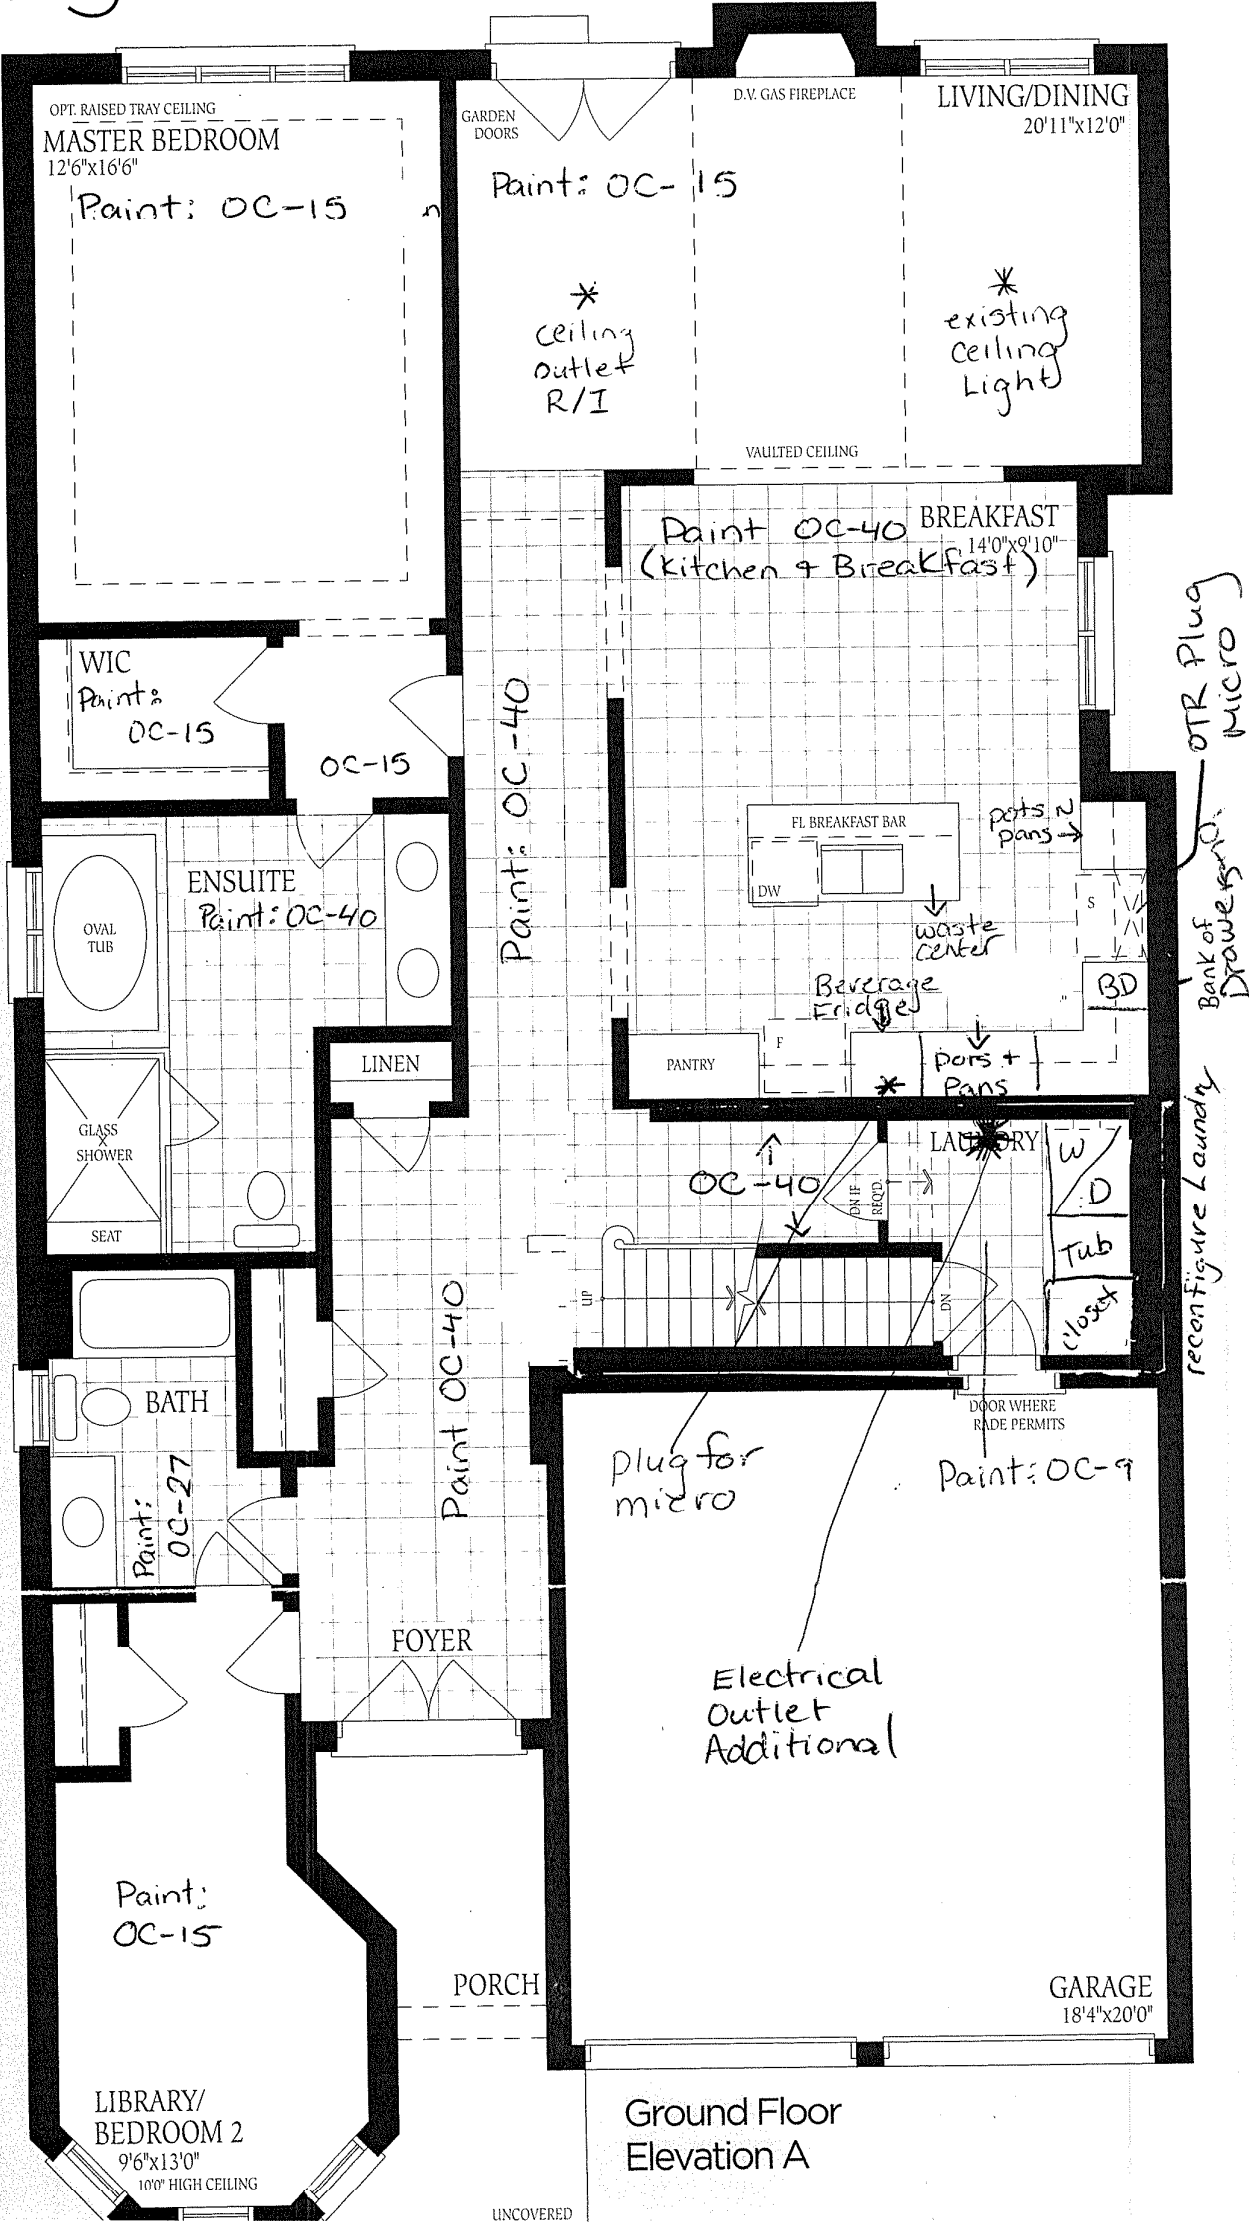 OPT. RAISED TRAY CEILING
MASTER BEDROOM
12'6"x16'6"
Paint: OC-15
GARDEN
DOORS
D.V. GAS FIREPLACE
LIVING/DINING
20'11"x12'0"
Paint: OC-15
*
ceiling
outlet
R/I
*
existing
ceiling
Light
VAULTED CEILING
Paint OC-40
BREAKFAST
14'0"x9'10"
(Kitchen & Breakfast)
OTR Plug
Micro
WIC
Paint:
OC-15
OC-15
Paint: OC-40
FL BREAKFAST BAR
DW
pots N
pans
S
waste
center
Bank of
Drawers
BD
Beverage
Fridge
F
PANTRY
*
pots +
Pans
ENSUITE
Paint: OC-40
OVAL
TUB
LINEN
GLASS
SHOWER
SEAT
LAUNDRY
W
D
Tub
closet
reconfigure Laundry
OC-40
DN IF
REQ'D.
UP
DN
BATH
Paint:
OC-27
Paint OC-40
Plug for
micro
DOOR WHERE
RADE PERMITS
Paint: OC-9
FOYER
Electrical
Outlet
Additional
Paint:
OC-15
PORCH
GARAGE
18'4"x20'0"
LIBRARY/
BEDROOM 2
9'6"x13'0"
10'0" HIGH CEILING
Ground Floor
Elevation A
UNCOVERED